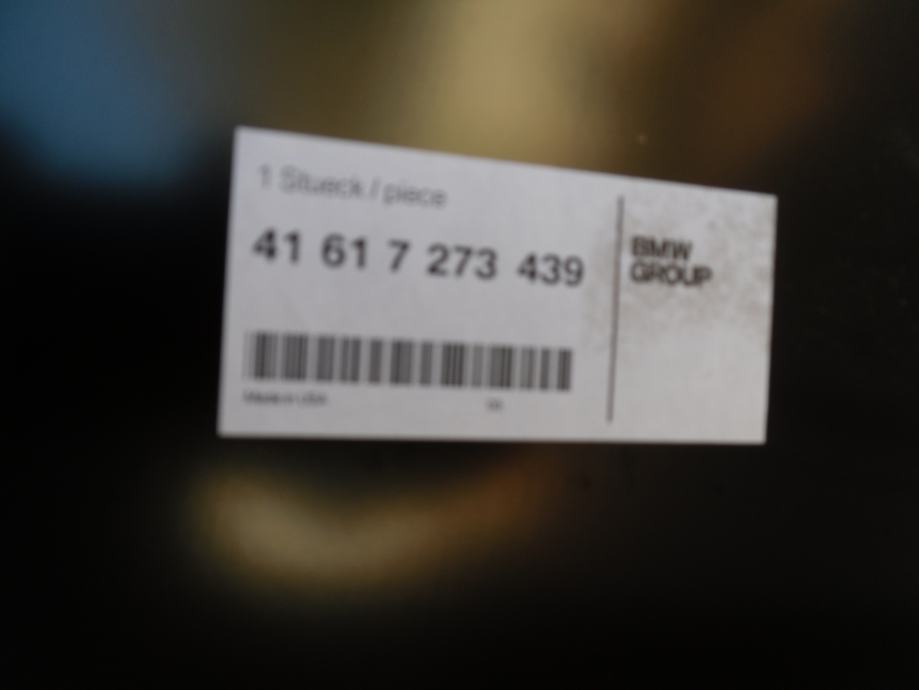 1 Stueck / piece
41 61 7 273 439
BMW
GROUP
Made in USA